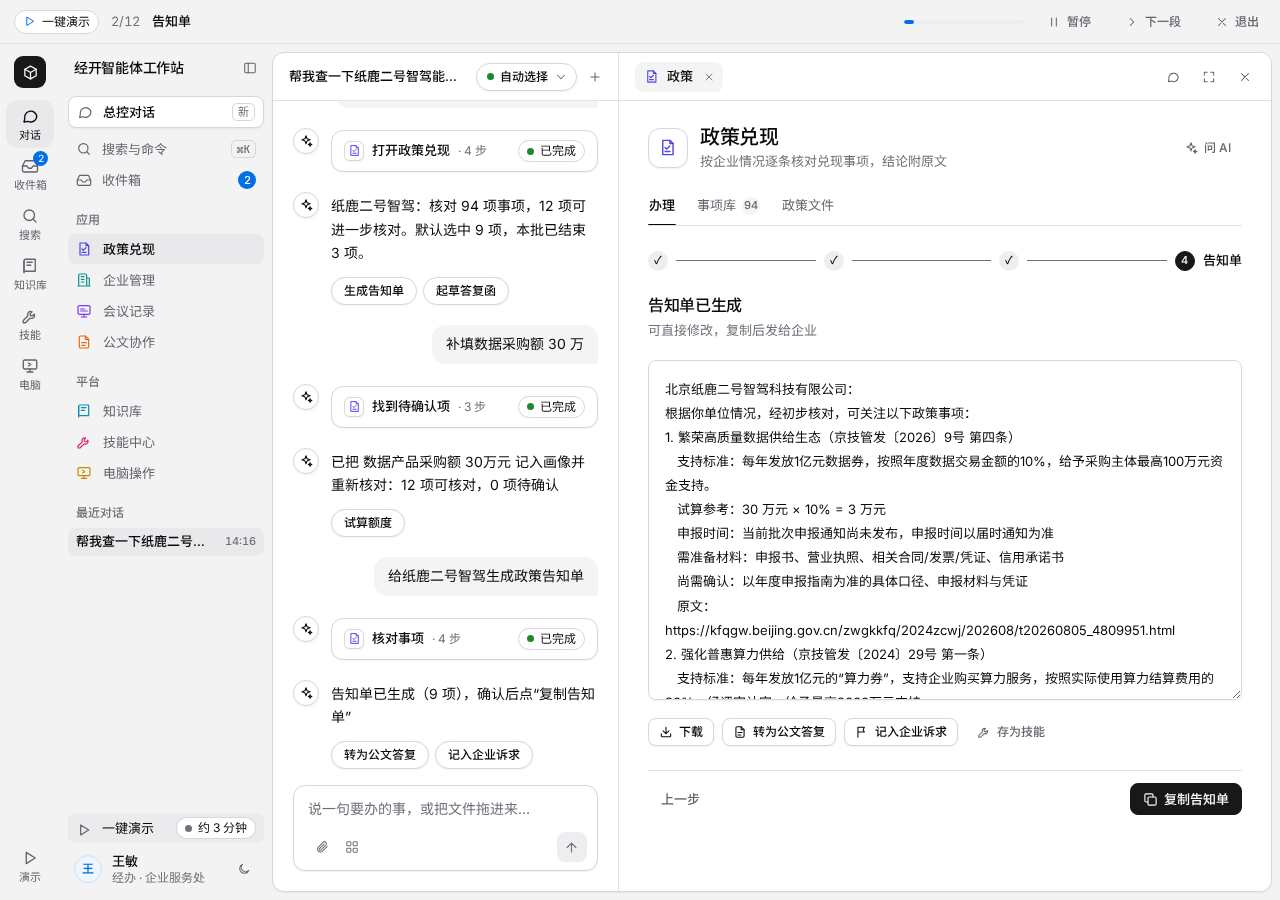 一键演示 2/12 告知单 暂停 下一段 退出
对话
2
收件箱
搜索
知识库
技能
电脑
演示
经开智能体工作站
总控对话 新
搜索与命令 ⌘K
收件箱 2
应用
政策兑现
企业管理
会议记录
公文协作
平台
知识库
技能中心
电脑操作
最近对话
帮我查一下纸鹿二号... 14:16
一键演示 约 3 分钟
王 王敏
经办 · 企业服务处
帮我查一下纸鹿二号智驾能... 自动选择
打开政策兑现 · 4 步 已完成
纸鹿二号智驾：核对 94 项事项，12 项可
进一步核对。默认选中 9 项，本批已结束
3 项。
生成告知单 起草答复函
补填数据采购额 30 万
找到待确认项 · 3 步 已完成
已把 数据产品采购额 30万元 记入画像并
重新核对：12 项可核对，0 项待确认
试算额度
给纸鹿二号智驾生成政策告知单
核对事项 · 4 步 已完成
告知单已生成（9 项），确认后点“复制告知
单”
转为公文答复 记入企业诉求
说一句要办的事，或把文件拖进来...
政策
政策兑现
按企业情况逐条核对兑现事项，结论附原文
问 AI
办理 事项库 94 政策文件
4 告知单
告知单已生成
可直接修改，复制后发给企业
北京纸鹿二号智驾科技有限公司：
根据你单位情况，经初步核对，可关注以下政策事项：
1. 繁荣高质量数据供给生态（京技管发〔2026〕9号 第四条）
支持标准：每年发放1亿元数据券，按照年度数据交易金额的10%，给予采购主体最高100万元资
金支持。
试算参考：30 万元 × 10% = 3 万元
申报时间：当前批次申报通知尚未发布，申报时间以届时通知为准
需准备材料：申报书、营业执照、相关合同/发票/凭证、信用承诺书
尚需确认：以年度申报指南为准的具体口径、申报材料与凭证
原文：
https://kfqgw.beijing.gov.cn/zwgkkfq/2024zcwj/202608/t20260805_4809951.html
2. 强化普惠算力供给（京技管发〔2024〕29号 第一条）
支持标准：每年发放1亿元的“算力券”，支持企业购买算力服务，按照实际使用算力结算费用的
下载 转为公文答复 记入企业诉求 存为技能
上一步 复制告知单